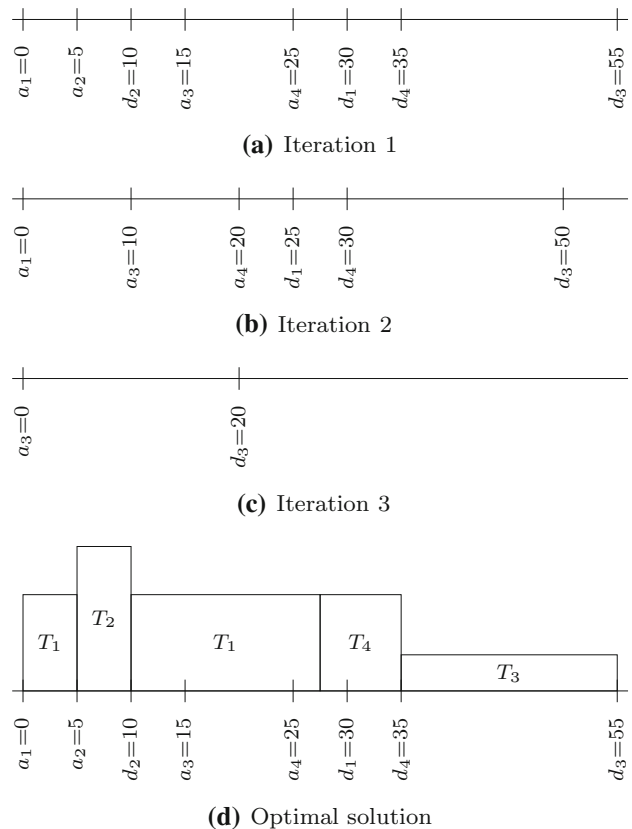 a₁=0
a₂=5
d₂=10
a₃=15
a₄=25
d₁=30
d₄=35
d₃=55
(a) Iteration 1
a₁=0
a₃=10
a₄=20
d₁=25
d₄=30
d₃=50
(b) Iteration 2
a₃=0
d₃=20
(c) Iteration 3
T₁
T₂
T₁
T₄
T₃
a₁=0
a₂=5
d₂=10
a₃=15
a₄=25
d₁=30
d₄=35
d₃=55
(d) Optimal solution